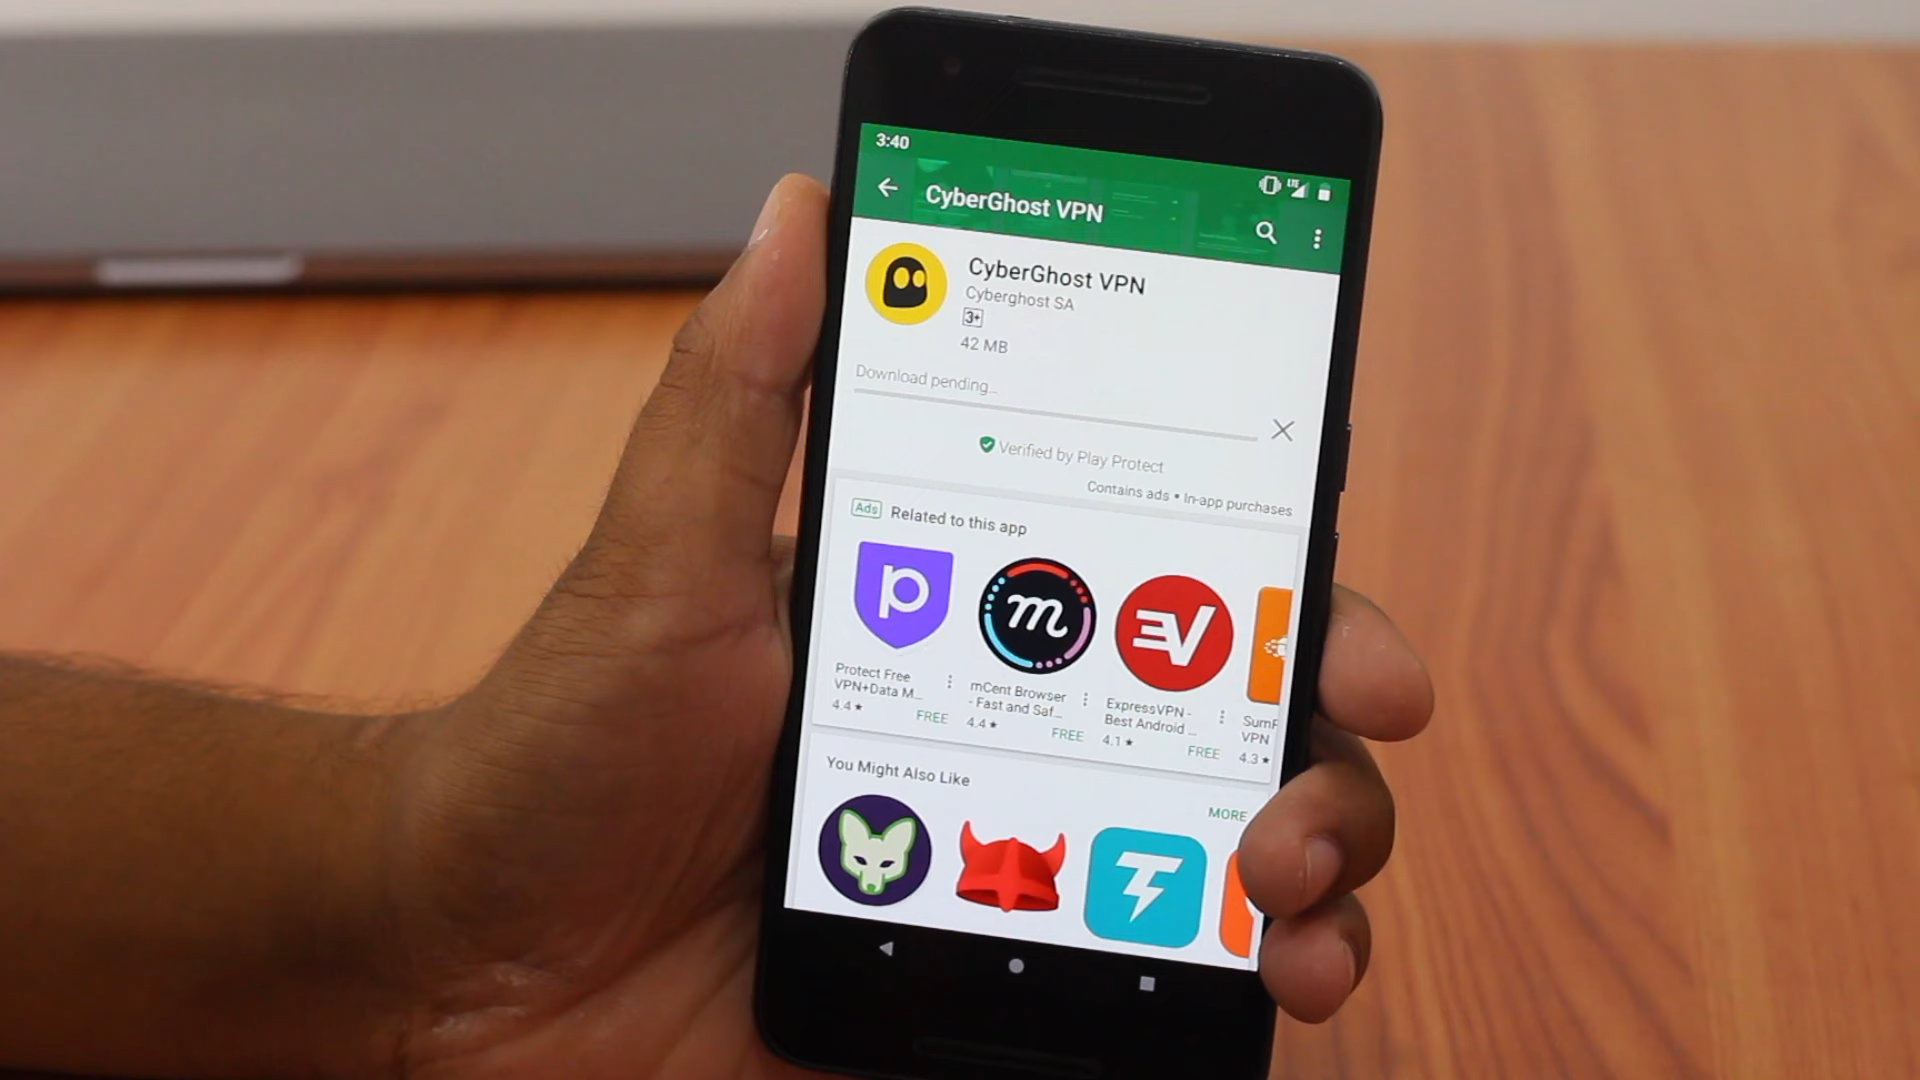 3:40
LTE
CyberGhost VPN
CyberGhost VPN
Cyberghost SA
3+
42 MB
Download pending...
Verified by Play Protect
Contains ads • In-app purchases
Ads Related to this app
p
m
EV
Protect Free
VPN+Data M...
4.4★
FREE
mCent Browser
- Fast and Saf...
4.4★
FREE
ExpressVPN -
Best Android ...
4.1★
FREE
VPN
4.3★
You Might Also Like
MORE